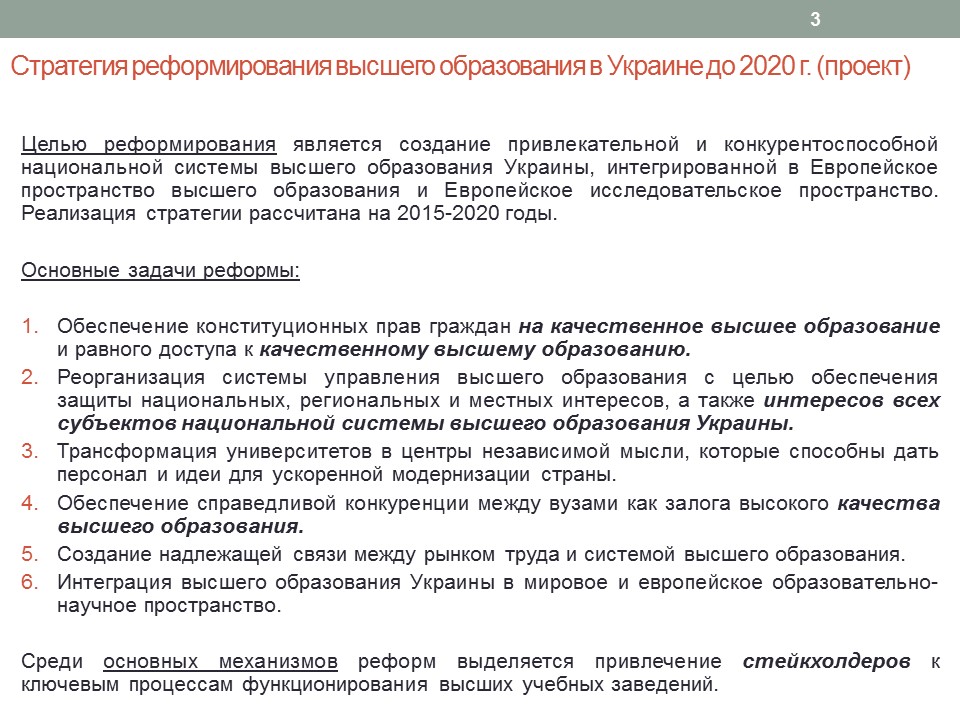 3
Стратегия реформирования высшего образования в Украине до 2020 г. (проект)
Целью реформирования является создание привлекательной и конкурентоспособной
национальной системы высшего образования Украины, интегрированной в Европейское
пространство высшего образования и Европейское исследовательское пространство.
Реализация стратегии рассчитана на 2015-2020 годы.
Основные задачи реформы:
1. Обеспечение конституционных прав граждан на качественное высшее образование
и равного доступа к качественному высшему образованию.
2. Реорганизация системы управления высшего образования с целью обеспечения
защиты национальных, региональных и местных интересов, а также интересов всех
субъектов национальной системы высшего образования Украины.
3. Трансформация университетов в центры независимой мысли, которые способны дать
персонал и идеи для ускоренной модернизации страны.
4. Обеспечение справедливой конкуренции между вузами как залога высокого качества
высшего образования.
5. Создание надлежащей связи между рынком труда и системой высшего образования.
6. Интеграция высшего образования Украины в мировое и европейское образовательно-
научное пространство.
Среди основных механизмов реформ выделяется привлечение стейкхолдеров к
ключевым процессам функционирования высших учебных заведений.